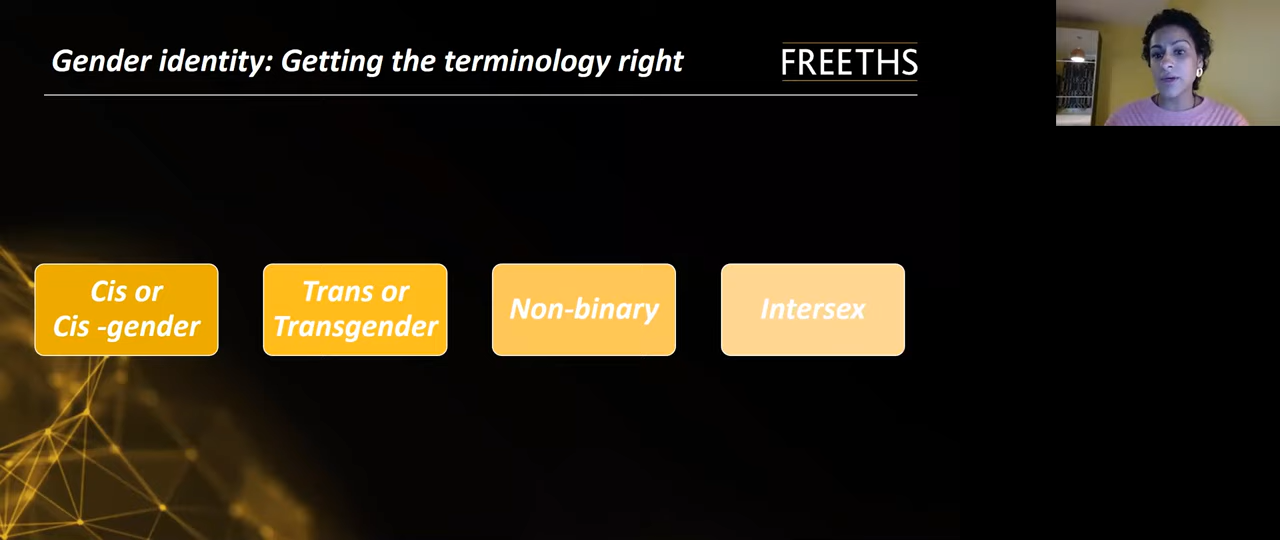 Gender identity: Getting the terminology right
FREETHS
Cis or
Cis -gender
Trans or
Transgender
Non-binary
Intersex